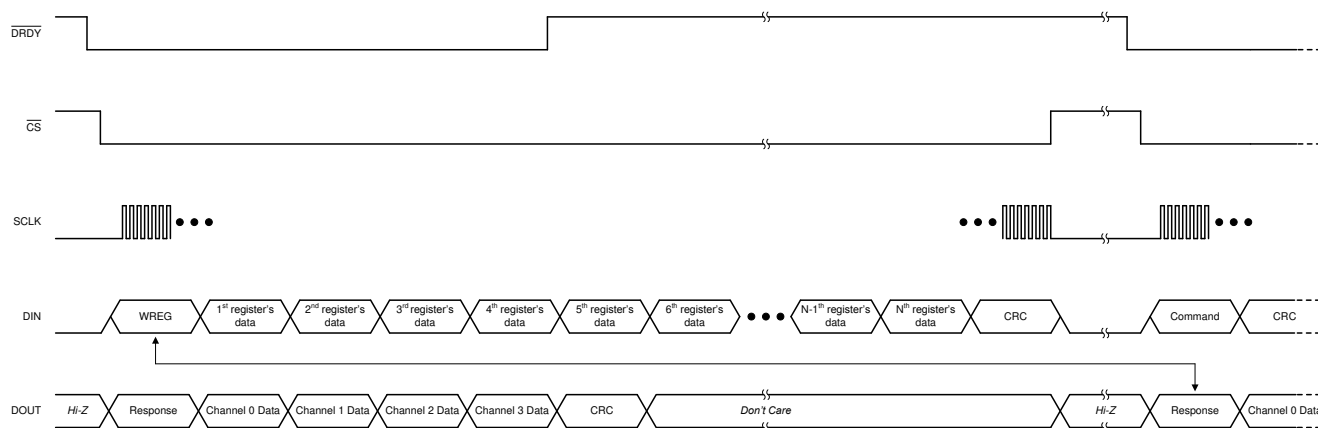 DRDY
CS
SCLK
DIN
WREG
1st register's
data
2nd register's
data
3rd register's
data
4th register's
data
5th register's
data
6th register's
data
N-1th register's
data
Nth register's
data
CRC
Command
CRC
DOUT
Hi-Z
Response
Channel 0 Data
Channel 1 Data
Channel 2 Data
Channel 3 Data
CRC
Don't Care
Hi-Z
Response
Channel 0 Data